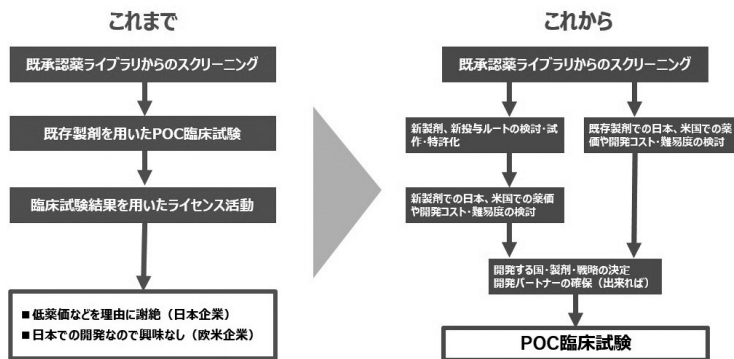 これまで
既承認薬ライブラリからのスクリーニング
既存製剤を用いたPOC臨床試験
臨床試験結果を用いたライセンス活動
■低薬価などを理由に謝絶（日本企業）
■日本での開発なので興味なし（欧米企業）
これから
既承認薬ライブラリからのスクリーニング
新製剤、新投与ルートの検討・試
作・特許化
既存製剤での日本、米国での薬
価や開発コスト・難易度の検討
新製剤での日本、米国での薬価
や開発コスト・難易度の検討
開発する国・製剤・戦略の決定
開発パートナーの確保（出来れば）
POC臨床試験